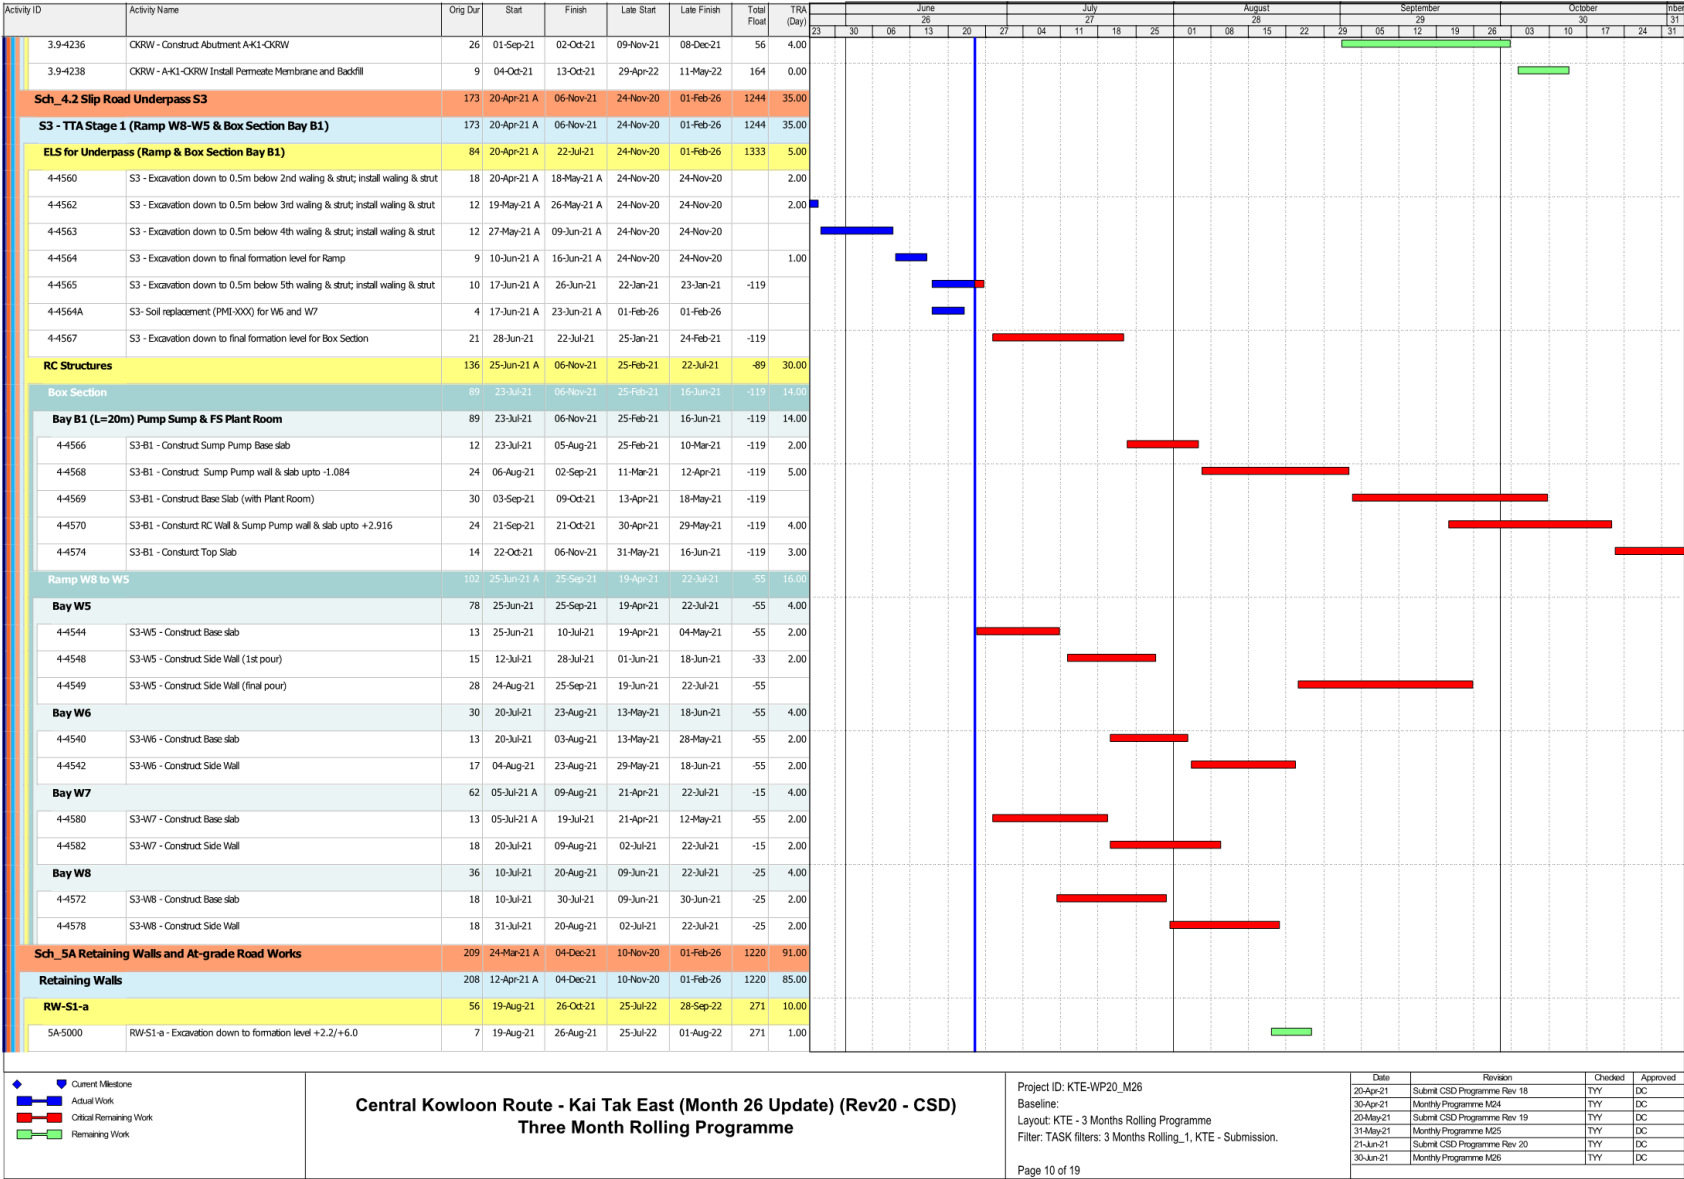 Activity ID Activity Name Orig Dur Start Finish Late Start Late Finish Total Float TRA (Day) June July August September October nber
26 27 28 29 30 31
23 30 06 13 20 27 04 11 18 25 01 08 15 22 29 05 12 19 26 03 10 17 24 31
3.9-4236 CKRW - Construct Abutment A-K1-CKRW 26 01-Sep-21 02-Oct-21 09-Nov-21 08-Dec-21 56 4.00
3.9-4238 CKRW - A-K1-CKRW Install Permeate Membrane and Backfill 9 04-Oct-21 13-Oct-21 29-Apr-22 11-May-22 164 0.00
Sch_4.2 Slip Road Underpass S3 173 20-Apr-21 A 06-Nov-21 24-Nov-20 01-Feb-26 1244 35.00
S3 - TTA Stage 1 (Ramp W8-W5 & Box Section Bay B1) 173 20-Apr-21 A 06-Nov-21 24-Nov-20 01-Feb-26 1244 35.00
ELS for Underpass (Ramp & Box Section Bay B1) 84 20-Apr-21 A 22-Jul-21 24-Nov-20 01-Feb-26 1333 5.00
4-4560 S3 - Excavation down to 0.5m below 2nd waling & strut; install waling & strut 18 20-Apr-21 A 18-May-21 A 24-Nov-20 24-Nov-20 2.00
4-4562 S3 - Excavation down to 0.5m below 3rd waling & strut; install waling & strut 12 19-May-21 A 26-May-21 A 24-Nov-20 24-Nov-20 2.00
4-4563 S3 - Excavation down to 0.5m below 4th waling & strut; install waling & strut 12 27-May-21 A 09-Jun-21 A 24-Nov-20 24-Nov-20
4-4564 S3 - Excavation down to final formation level for Ramp 9 10-Jun-21 A 16-Jun-21 A 24-Nov-20 24-Nov-20 1.00
4-4565 S3 - Excavation down to 0.5m below 5th waling & strut; install waling & strut 10 17-Jun-21 A 26-Jun-21 22-Jan-21 23-Jan-21 -119
4-4564A S3- Soil replacement (PMI-XXX) for W6 and W7 4 17-Jun-21 A 23-Jun-21 A 01-Feb-26 01-Feb-26
4-4567 S3 - Excavation down to final formation level for Box Section 21 28-Jun-21 22-Jul-21 25-Jan-21 24-Feb-21 -119
RC Structures 136 25-Jun-21 A 06-Nov-21 25-Feb-21 22-Jul-21 -89 30.00
Box Section 89 23-Jul-21 06-Nov-21 25-Feb-21 16-Jun-21 -119 14.00
Bay B1 (L=20m) Pump Sump & FS Plant Room 89 23-Jul-21 06-Nov-21 25-Feb-21 16-Jun-21 -119 14.00
4-4566 S3-B1 - Construct Sump Pump Base slab 12 23-Jul-21 05-Aug-21 25-Feb-21 10-Mar-21 -119 2.00
4-4568 S3-B1 - Construct Sump Pump wall & slab upto -1.084 24 06-Aug-21 02-Sep-21 11-Mar-21 12-Apr-21 -119 5.00
4-4569 S3-B1 - Construct Base Slab (with Plant Room) 30 03-Sep-21 09-Oct-21 13-Apr-21 18-May-21 -119
4-4570 S3-B1 - Consturct RC Wall & Sump Pump wall & slab upto +2.916 24 21-Sep-21 21-Oct-21 30-Apr-21 29-May-21 -119 4.00
4-4574 S3-B1 - Consturct Top Slab 14 22-Oct-21 06-Nov-21 31-May-21 16-Jun-21 -119 3.00
Ramp W8 to W5 102 25-Jun-21 A 25-Sep-21 19-Apr-21 22-Jul-21 -55 16.00
Bay W5 78 25-Jun-21 25-Sep-21 19-Apr-21 22-Jul-21 -55 4.00
4-4544 S3-W5 - Construct Base slab 13 25-Jun-21 10-Jul-21 19-Apr-21 04-May-21 -55 2.00
4-4548 S3-W5 - Construct Side Wall (1st pour) 15 12-Jul-21 28-Jul-21 01-Jun-21 18-Jun-21 -33 2.00
4-4549 S3-W5 - Construct Side Wall (final pour) 28 24-Aug-21 25-Sep-21 19-Jun-21 22-Jul-21 -55
Bay W6 30 20-Jul-21 23-Aug-21 13-May-21 18-Jun-21 -55 4.00
4-4540 S3-W6 - Construct Base slab 13 20-Jul-21 03-Aug-21 13-May-21 28-May-21 -55 2.00
4-4542 S3-W6 - Construct Side Wall 17 04-Aug-21 23-Aug-21 29-May-21 18-Jun-21 -55 2.00
Bay W7 62 05-Jul-21 A 09-Aug-21 21-Apr-21 22-Jul-21 -15 4.00
4-4580 S3-W7 - Construct Base slab 13 05-Jul-21 A 19-Jul-21 21-Apr-21 12-May-21 -55 2.00
4-4582 S3-W7 - Construct Side Wall 18 20-Jul-21 09-Aug-21 02-Jul-21 22-Jul-21 -15 2.00
Bay W8 36 10-Jul-21 20-Aug-21 09-Jun-21 22-Jul-21 -25 4.00
4-4572 S3-W8 - Construct Base slab 18 10-Jul-21 30-Jul-21 09-Jun-21 30-Jun-21 -25 2.00
4-4578 S3-W8 - Construct Side Wall 18 31-Jul-21 20-Aug-21 02-Jul-21 22-Jul-21 -25 2.00
Sch_5A Retaining Walls and At-grade Road Works 209 24-Mar-21 A 04-Dec-21 10-Nov-20 01-Feb-26 1220 91.00
Retaining Walls 208 12-Apr-21 A 04-Dec-21 10-Nov-20 01-Feb-26 1220 85.00
RW-S1-a 56 19-Aug-21 26-Oct-21 25-Jul-22 28-Sep-22 271 10.00
5A-5000 RW-S1-a - Excavation down to formation level +2.2/+6.0 7 19-Aug-21 26-Aug-21 25-Jul-22 01-Aug-22 271 1.00
Current Milestone
Actual Work
Critical Remaining Work
Remaining Work
Central Kowloon Route - Kai Tak East (Month 26 Update) (Rev20 - CSD)
Three Month Rolling Programme
Project ID: KTE-WP20_M26
Baseline:
Layout: KTE - 3 Months Rolling Programme
Filter: TASK filters: 3 Months Rolling_1, KTE - Submission.
Page 10 of 19
Date Revision Checked Approved
20-Apr-21 Submit CSD Programme Rev 18 TYY DC
30-Apr-21 Monthly Programme M24 TYY DC
20-May-21 Submit CSD Programme Rev 19 TYY DC
31-May-21 Monthly Programme M25 TYY DC
21-Jun-21 Submit CSD Programme Rev 20 TYY DC
30-Jun-21 Monthly Programme M26 TYY DC